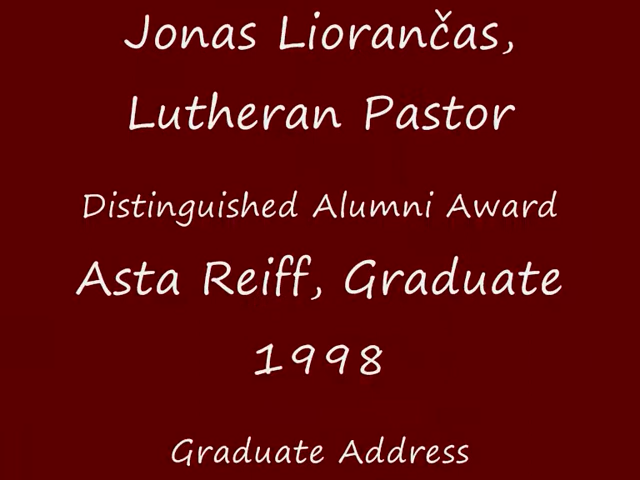 Jonas Liorančas,
Lutheran Pastor
Distinguished Alumni Award
Asta Reiff, Graduate
1998
Graduate Address